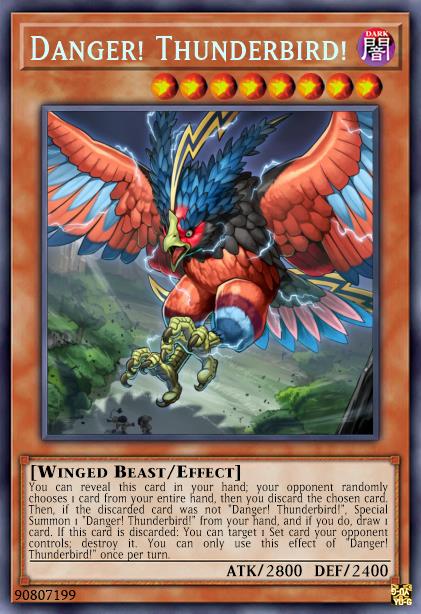 DANGER! THUNDERBIRD!
DARK
闇
[WINGED BEAST/EFFECT]
You can reveal this card in your hand; your opponent randomly
chooses 1 card from your entire hand, then you discard the chosen card.
Then, if the discarded card was not "Danger! Thunderbird!", Special
Summon 1 "Danger! Thunderbird!" from your hand, and if you do, draw 1
card. If this card is discarded: You can target 1 Set card your opponent
controls; destroy it. You can only use this effect of "Danger!
Thunderbird!" once per turn.
ATK/2800 DEF/2400
90807199